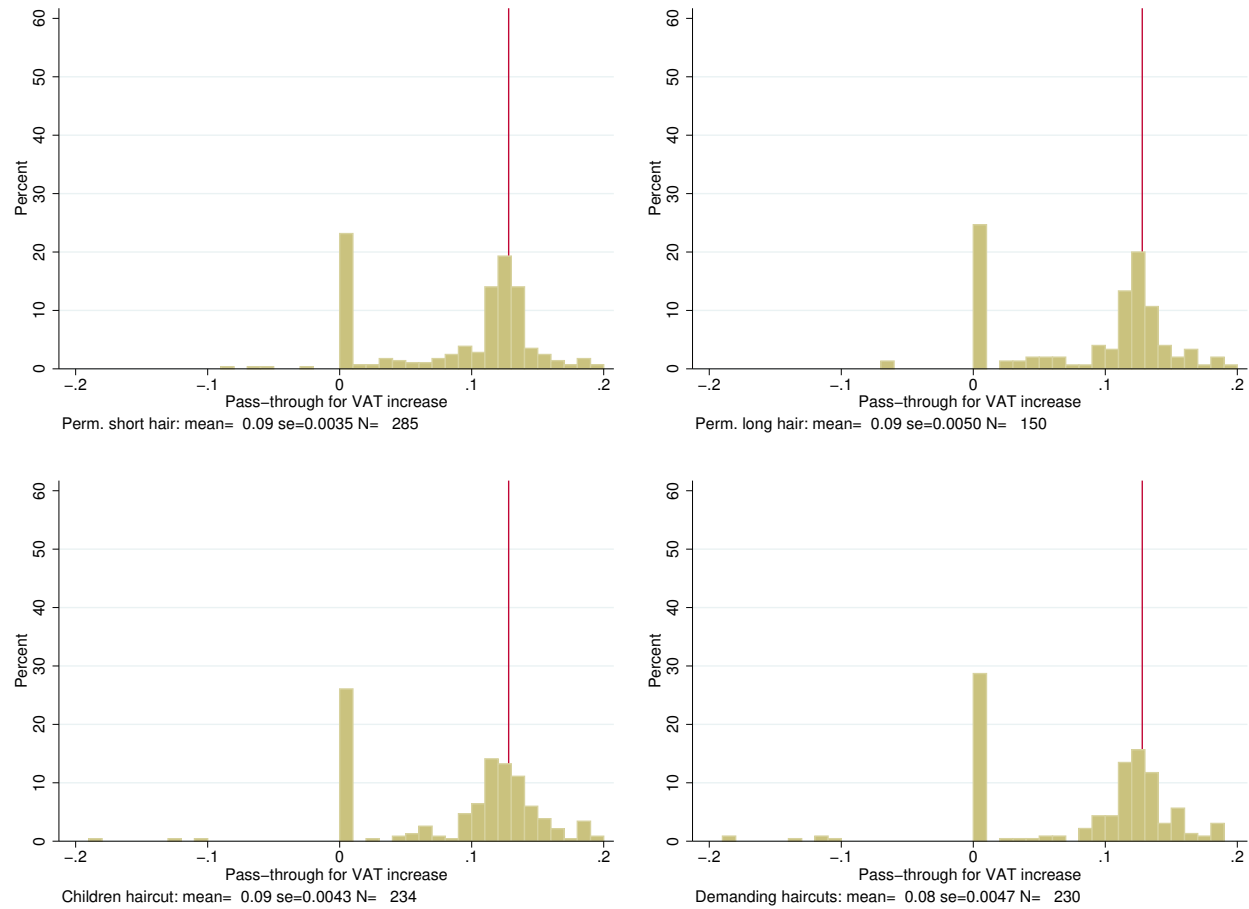 60
50
40
30
20
10
0
Percent
−.2 −.1 0 .1 .2
Pass−through for VAT increase
Perm. short hair: mean= 0.09 se=0.0035 N= 285
60
50
40
30
20
10
0
Percent
−.2 −.1 0 .1 .2
Pass−through for VAT increase
Perm. long hair: mean= 0.09 se=0.0050 N= 150
60
50
40
30
20
10
0
Percent
−.2 −.1 0 .1 .2
Pass−through for VAT increase
Children haircut: mean= 0.09 se=0.0043 N= 234
60
50
40
30
20
10
0
Percent
−.2 −.1 0 .1 .2
Pass−through for VAT increase
Demanding haircuts: mean= 0.08 se=0.0047 N= 230